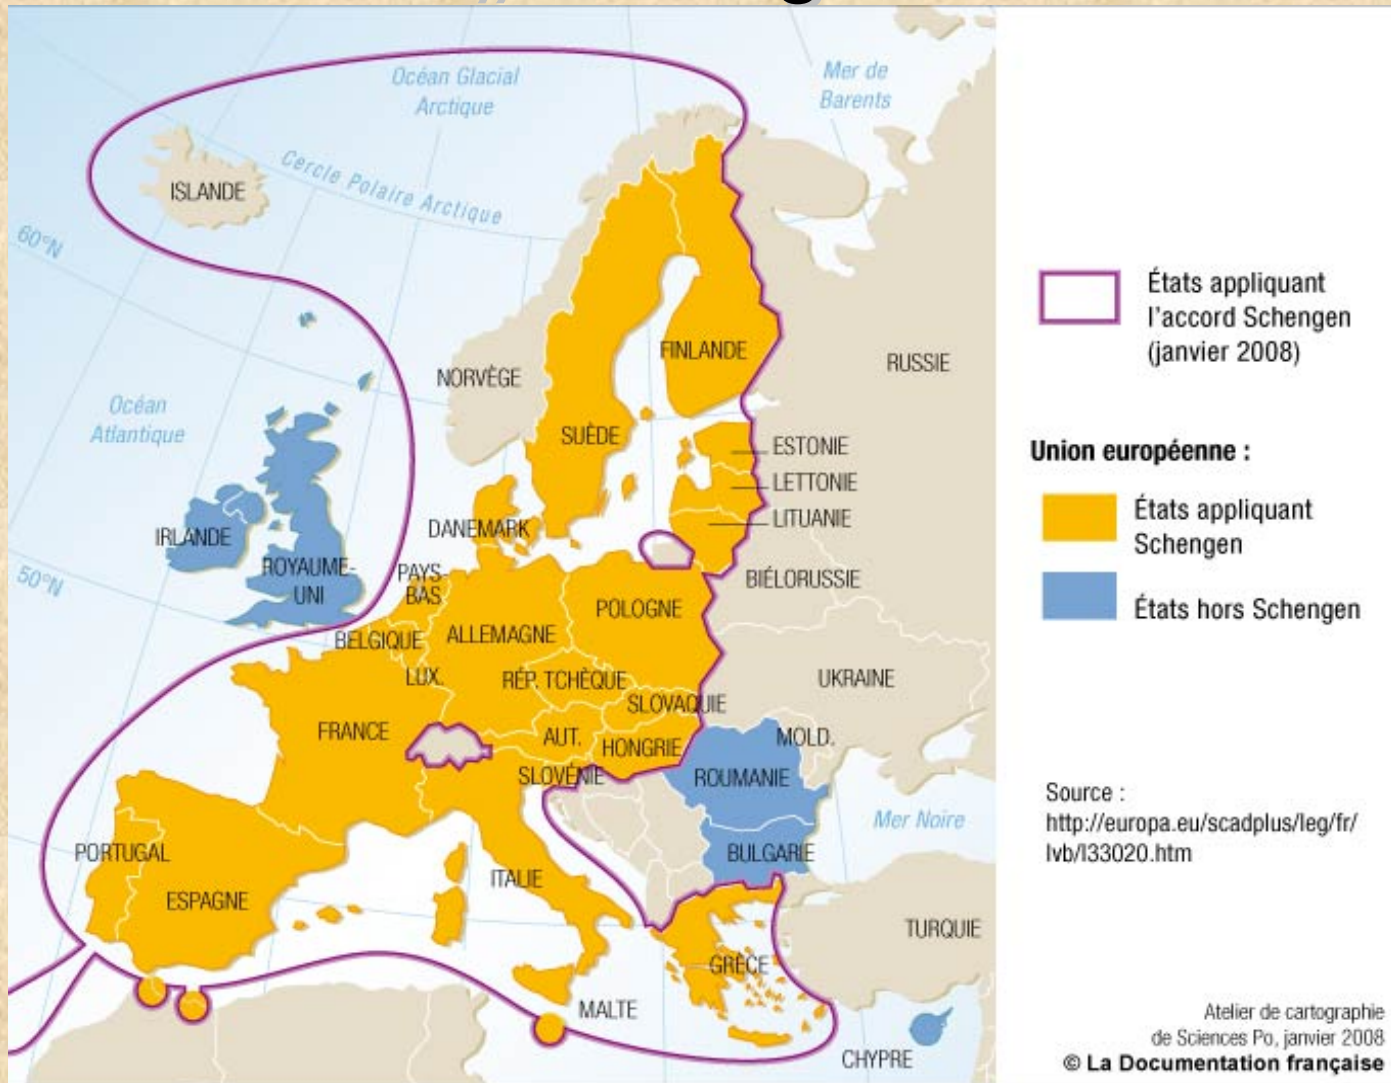 Océan Glacial
Arctique
Mer de
Barents
Cercle Polaire Arctique
ISLANDE
60°N
NORVÈGE
FINLANDE
RUSSIE
Océan
Atlantique
SUÈDE
ESTONIE
LETTONIE
LITUANIE
DANEMARK
IRLANDE
ROYAUME-
UNI
50°N
PAYS-
BAS
BIÉLORUSSIE
POLOGNE
BELGIQUE
ALLEMAGNE
LUX.
RÉP. TCHÈQUE
UKRAINE
SLOVAQUIE
FRANCE
AUT.
HONGRIE
MOLD.
SLOVÉNIE
ROUMANIE
Mer Noire
PORTUGAL
ESPAGNE
ITALIE
BULGARIE
TURQUIE
GRÈCE
MALTE
CHYPRE
États appliquant
l'accord Schengen
(janvier 2008)
Union européenne :
États appliquant
Schengen
États hors Schengen
Source :
http://europa.eu/scadplus/leg/fr/
lvb/l33020.htm
Atelier de cartographie
de Sciences Po, janvier 2008
© La Documentation française